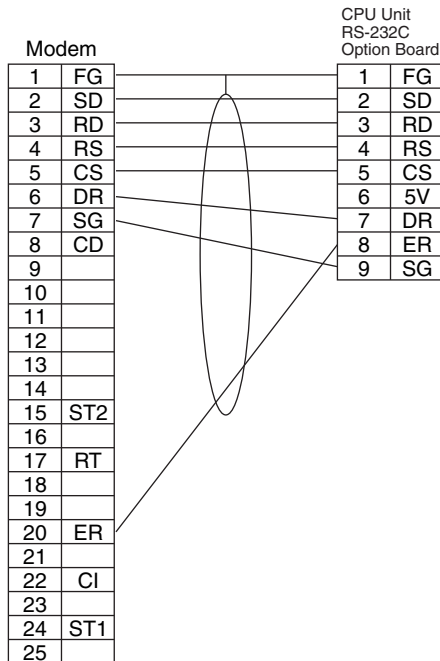 CPU Unit
RS-232C
Option Board
Modem
1 FG
2 SD
3 RD
4 RS
5 CS
6 DR
7 SG
8 CD
9
10
11
12
13
14
15 ST2
16
17 RT
18
19
20 ER
21
22 CI
23
24 ST1
25
1 FG
2 SD
3 RD
4 RS
5 CS
6 5V
7 DR
8 ER
9 SG